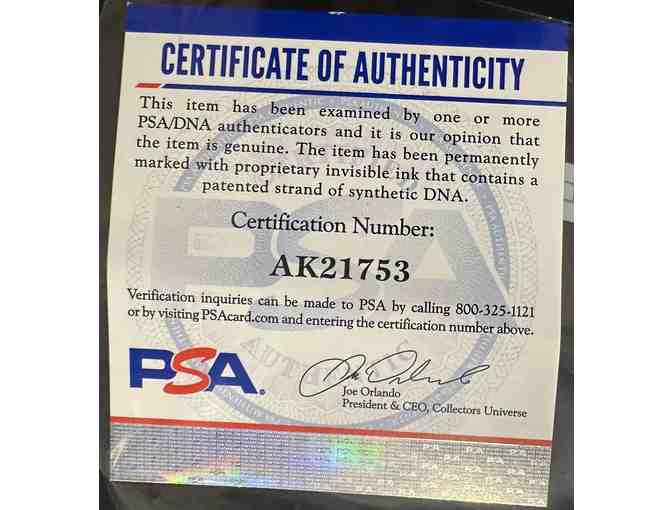 CERTIFICATE OF AUTHENTICITY
This item has been examined by one or more
PSA/DNA authenticators and it is our opinion that
the item is genuine. The item has been permanently
marked with proprietary invisible ink that contains a
patented strand of synthetic DNA.
Certification Number:
AK21753
Verification inquiries can be made to PSA by calling 800-325-1121
or by visiting PSAcard.com and entering the certification number above.
PSA.
Joe Orlando
President & CEO, Collectors Universe